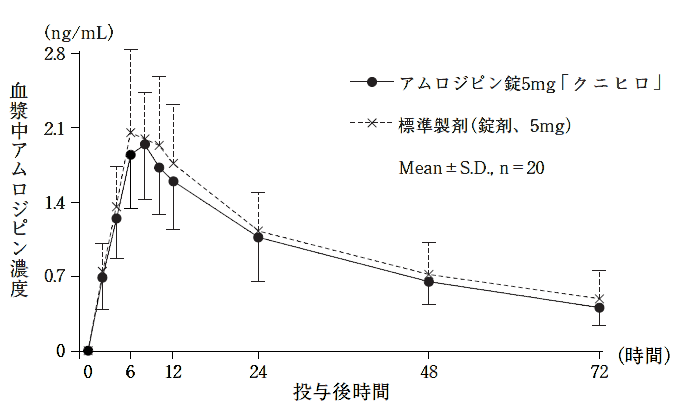 (ng/mL)
2.8
2.1
1.4
0.7
0
血漿中アムロジピン濃度
アムロジピン錠5mg「クニヒロ」
標準製剤(錠剤、5mg)
Mean±S.D., n=20
0 6 12 24 48 72 (時間)
投与後時間